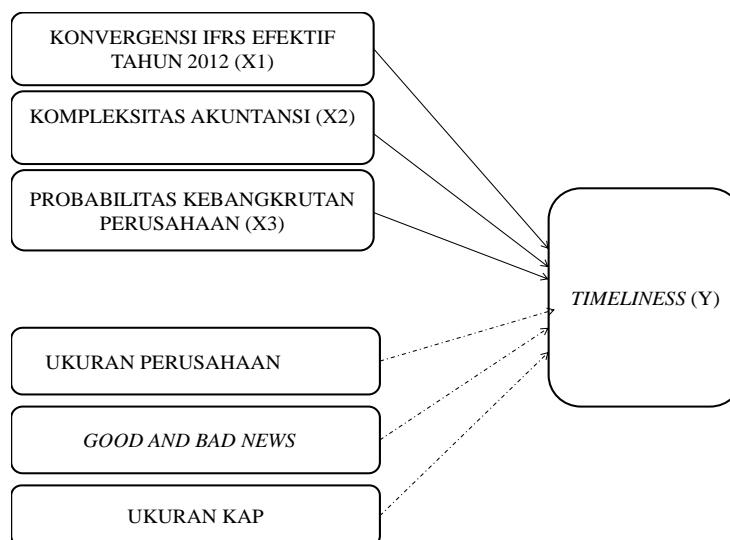 KONVERGENSI IFRS EFEKTIF
TAHUN 2012 (X1)
KOMPLEKSITAS AKUNTANSI (X2)
PROBABILITAS KEBANGKRUTAN
PERUSAHAAN (X3)
TIMELINESS (Y)
UKURAN PERUSAHAAN
GOOD AND BAD NEWS
UKURAN KAP